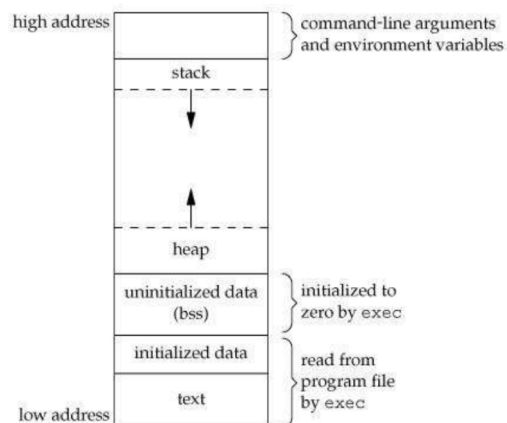 high address
command-line arguments
and environment variables
stack
heap
uninitialized data
(bss)
initialized to
zero by exec
initialized data
read from
program file
by exec
text
low address